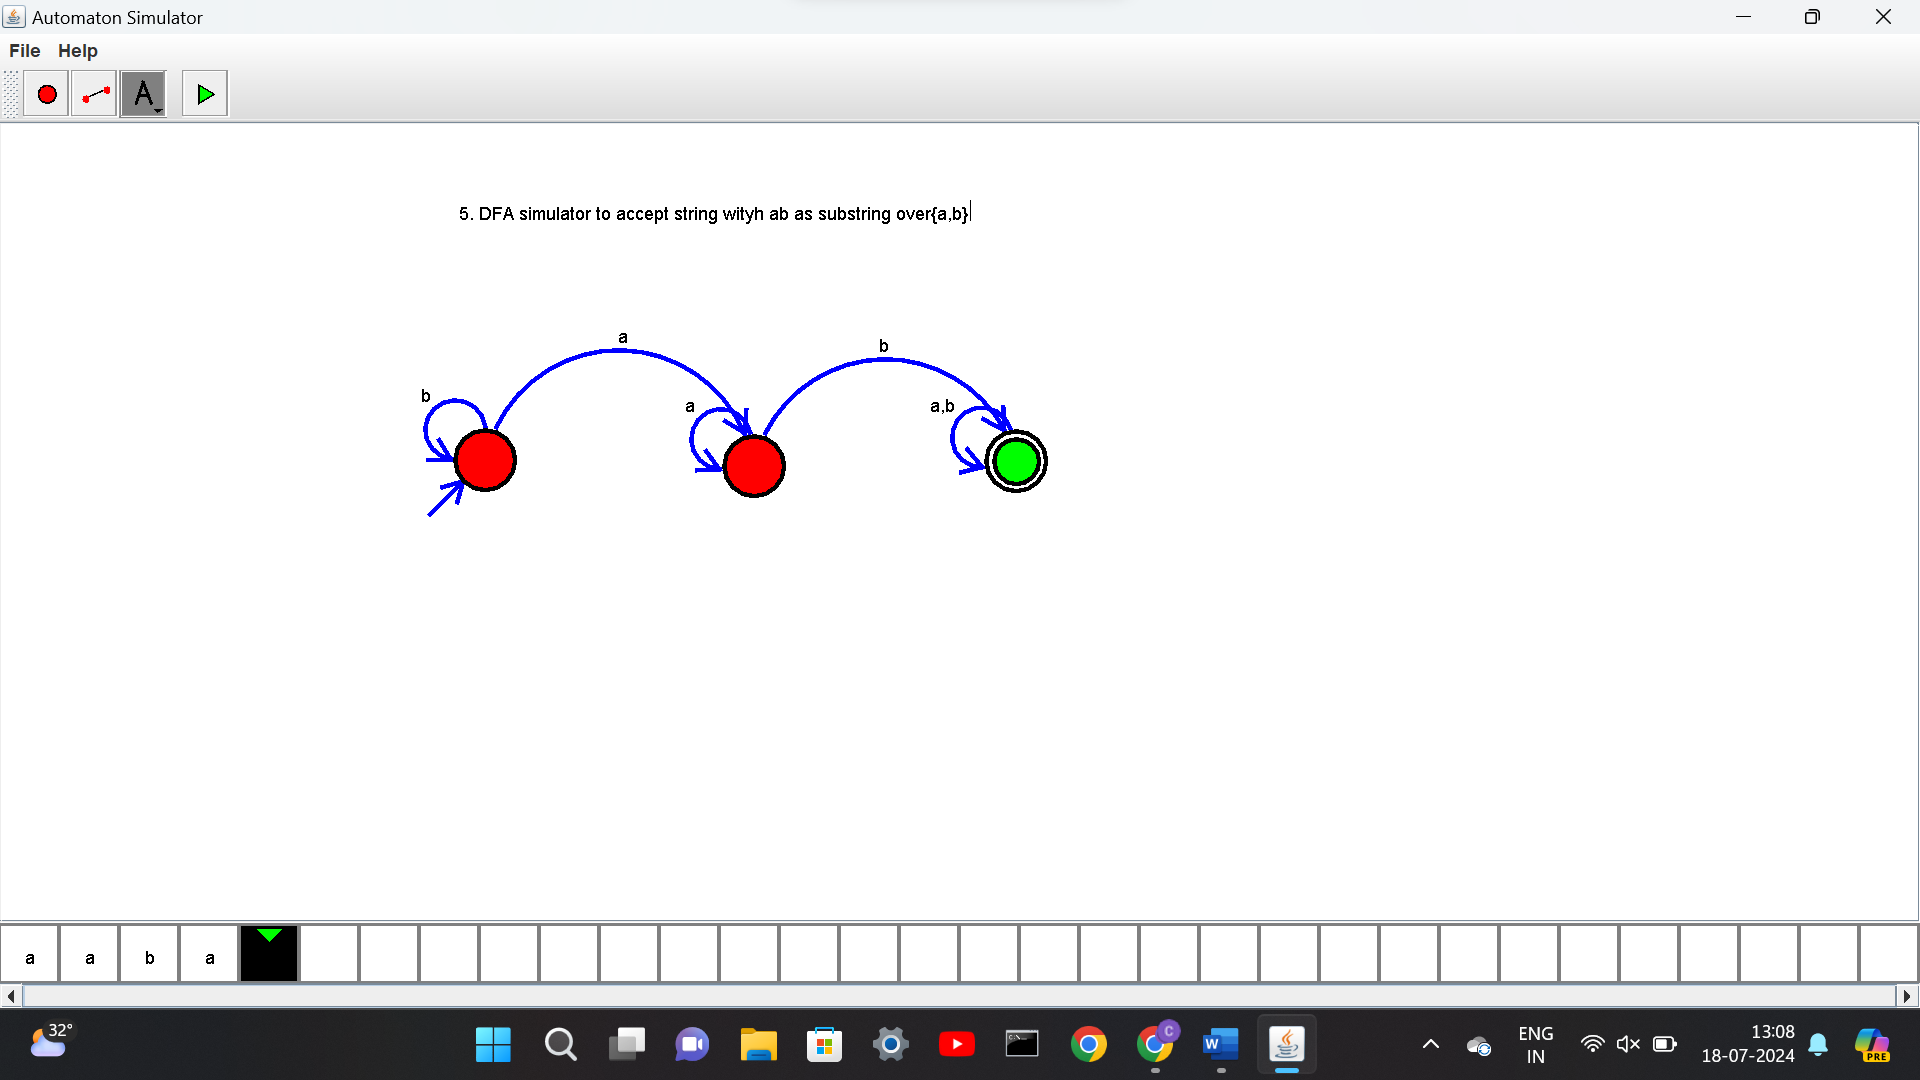 Automaton Simulator
File Help
A
5. DFA simulator to accept string wityh ab as substring over{a,b}
a
b
b
a
a,b
a a b a
32°
C
W
PRE
ENG
IN
13:08
18-07-2024